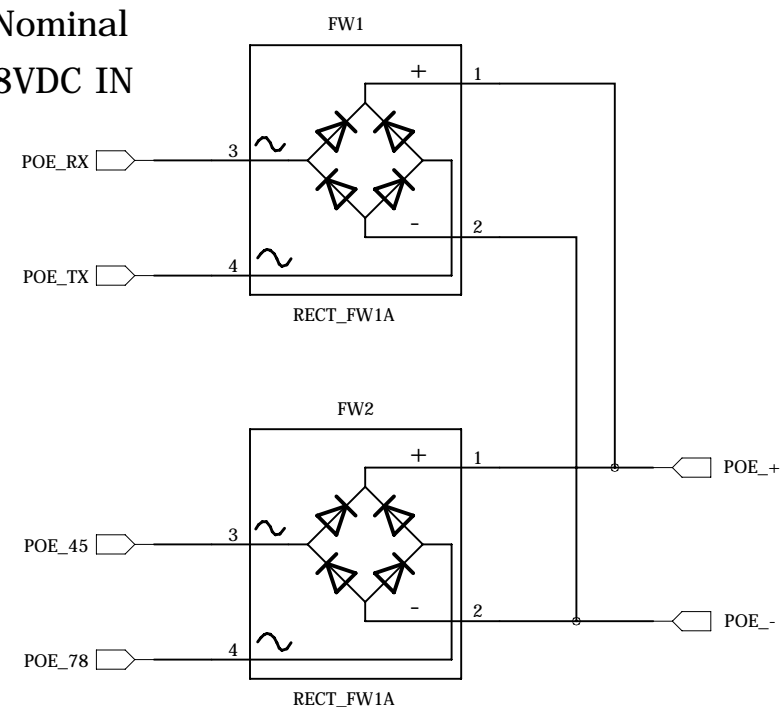 Nominal
8VDC IN
FW1
+
1
POE_RX
3
-
2
POE_TX
4
RECT_FW1A
FW2
+
1
POE_+
POE_45
3
-
2
POE_-
POE_78
4
RECT_FW1A